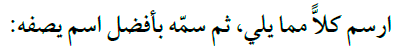 ارسم كلاًّ مما يلي، ثم سمّه بأفضل اسم يصفه: